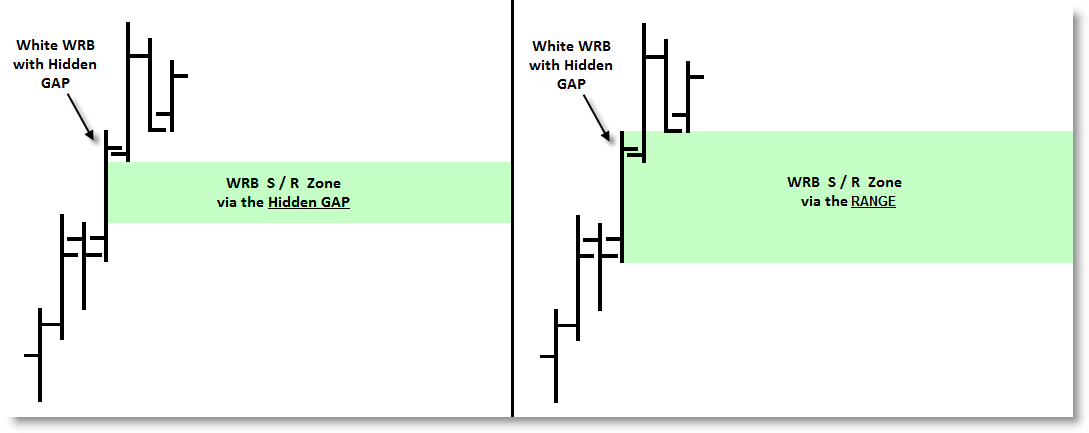 White WRB
with Hidden
GAP
WRB S / R Zone
via the Hidden GAP
White WRB
with Hidden
GAP
WRB S / R Zone
via the RANGE